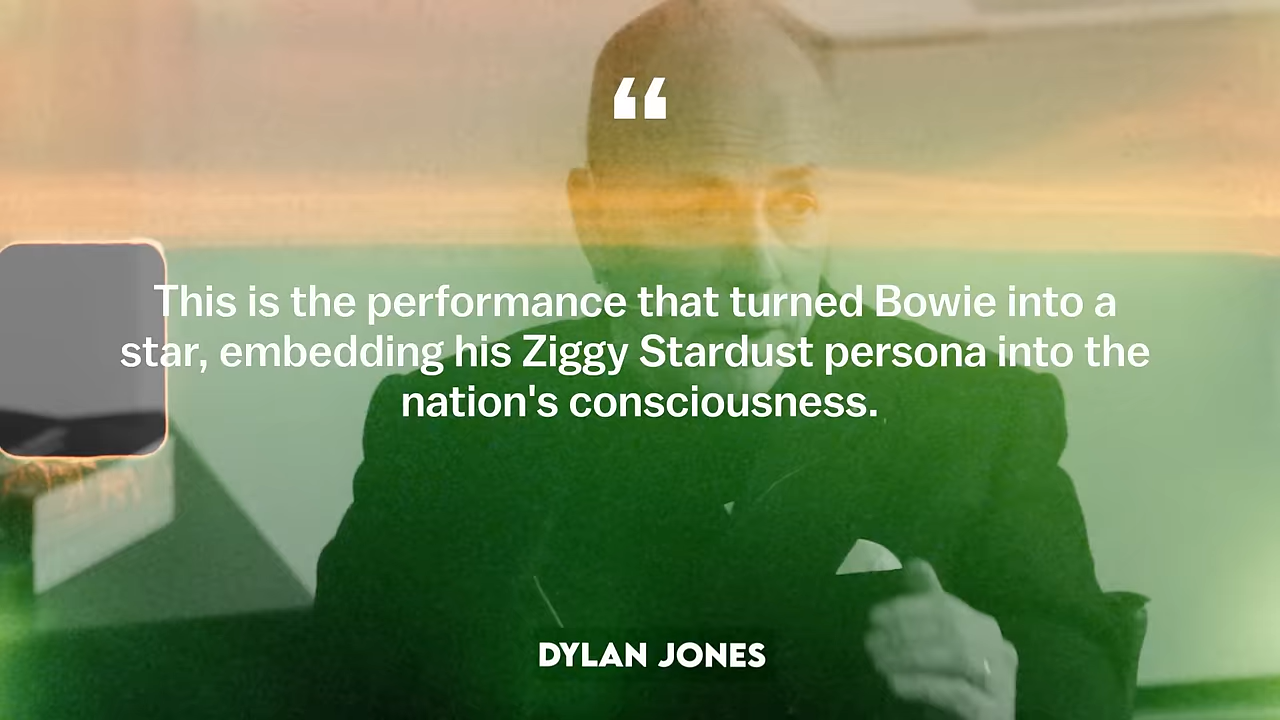 “
This is the performance that turned Bowie into a
star, embedding his Ziggy Stardust persona into the
nation's consciousness.
DYLAN JONES